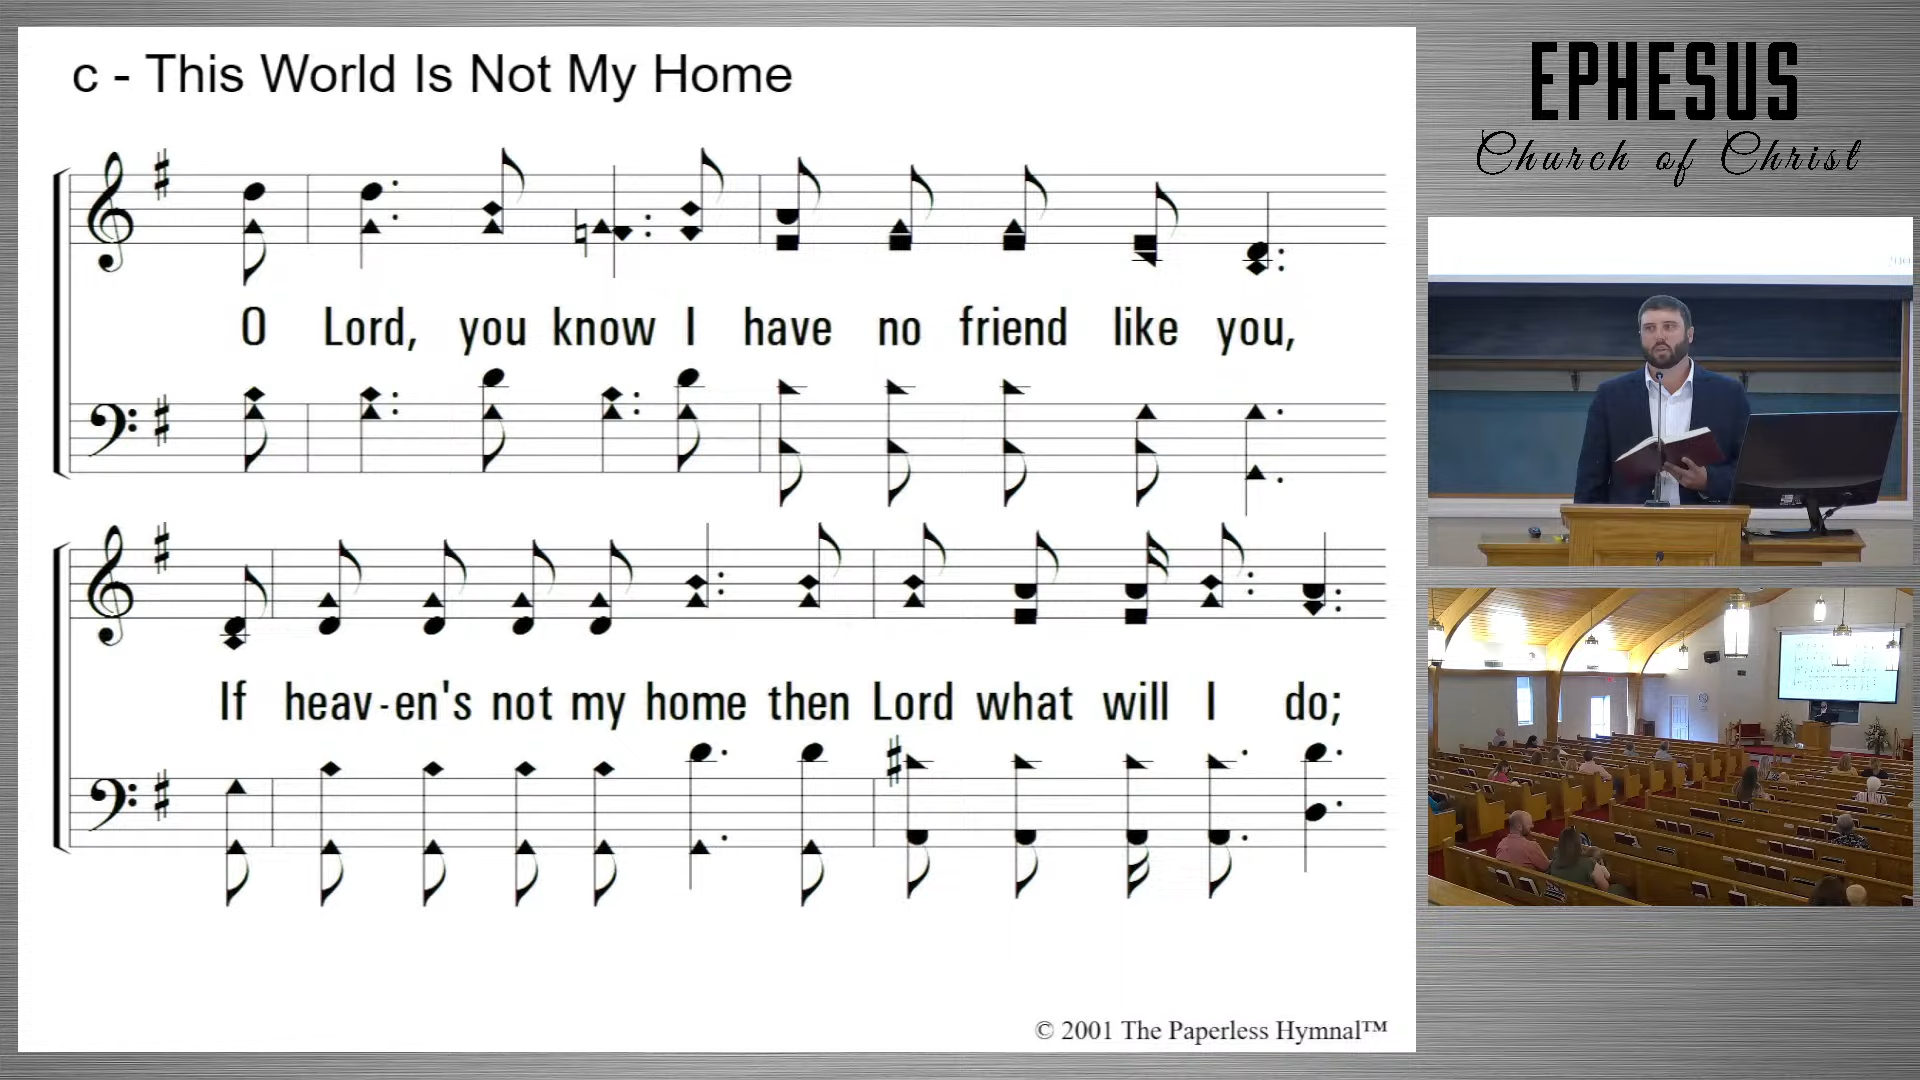 c - This World Is Not My Home
O Lord, you know I have no friend like you,
If heav-en's not my home then Lord what will I do;
© 2001 The Paperless Hymnal™
EPHESUS
Church of Christ